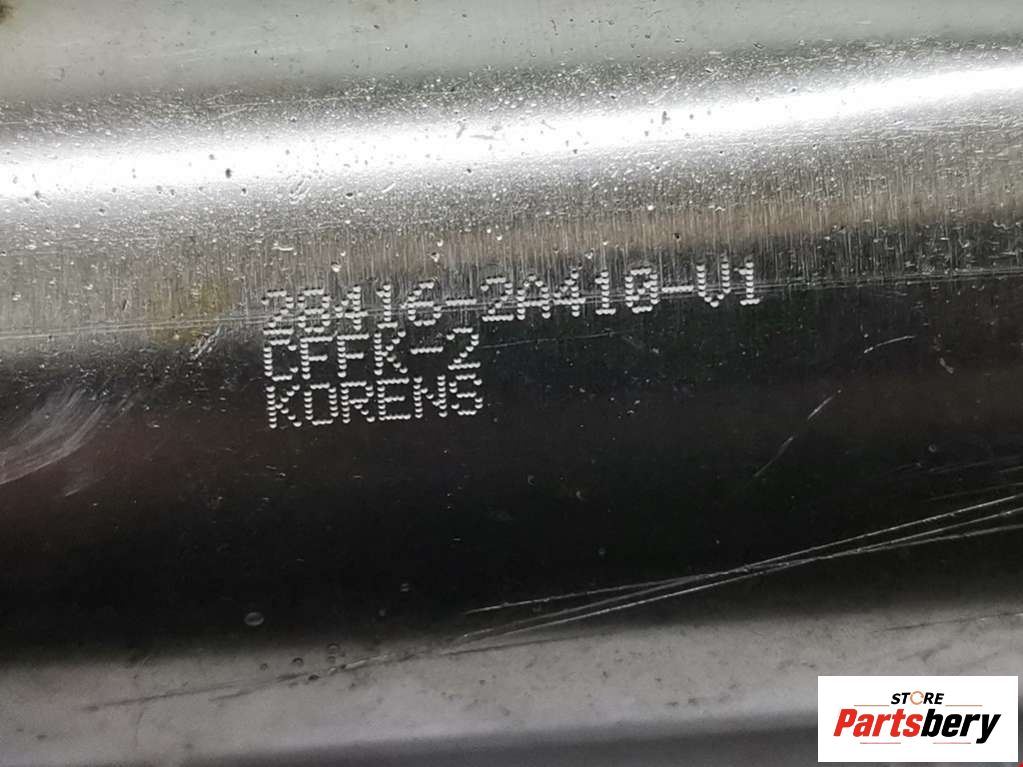 28416-2A410-V1
CFFK-2
KORENS
STORE
Partsbery